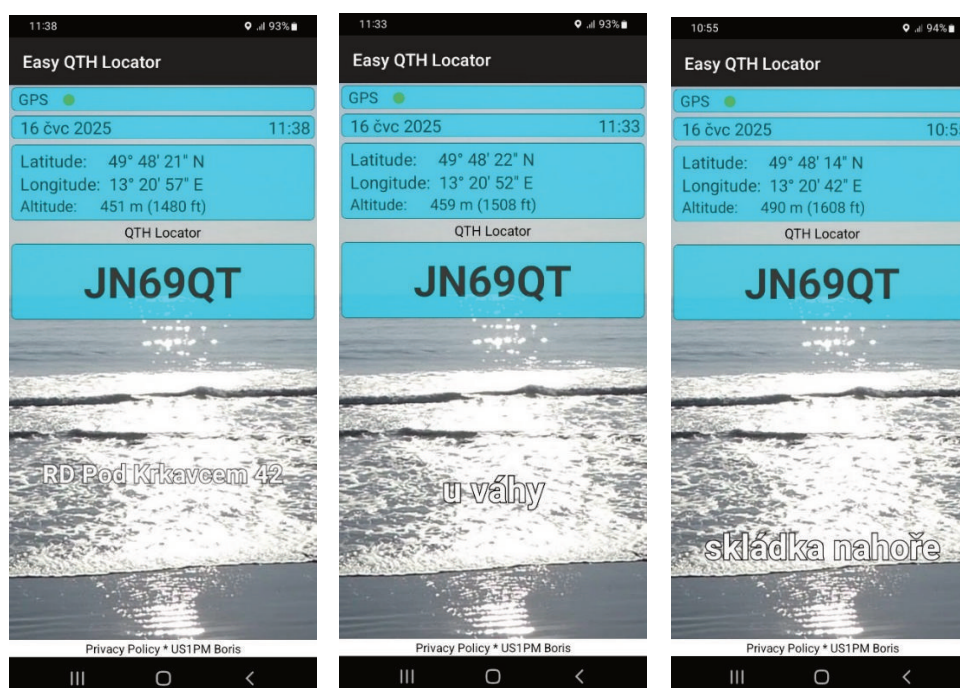 11:38 93%
Easy QTH Locator
GPS
16 čvc 2025 11:38
Latitude: 49° 48' 21" N
Longitude: 13° 20' 57" E
Altitude: 451 m (1480 ft)
QTH Locator
JN69QT
RD Pod Krkavcem 42
Privacy Policy * US1PM Boris
11:33 93%
Easy QTH Locator
GPS
16 čvc 2025 11:33
Latitude: 49° 48' 22" N
Longitude: 13° 20' 52" E
Altitude: 459 m (1508 ft)
QTH Locator
JN69QT
u váhy
Privacy Policy * US1PM Boris
10:55 94%
Easy QTH Locator
GPS
16 čvc 2025 10:55
Latitude: 49° 48' 14" N
Longitude: 13° 20' 42" E
Altitude: 490 m (1608 ft)
QTH Locator
JN69QT
skládka nahoře
Privacy Policy * US1PM Boris